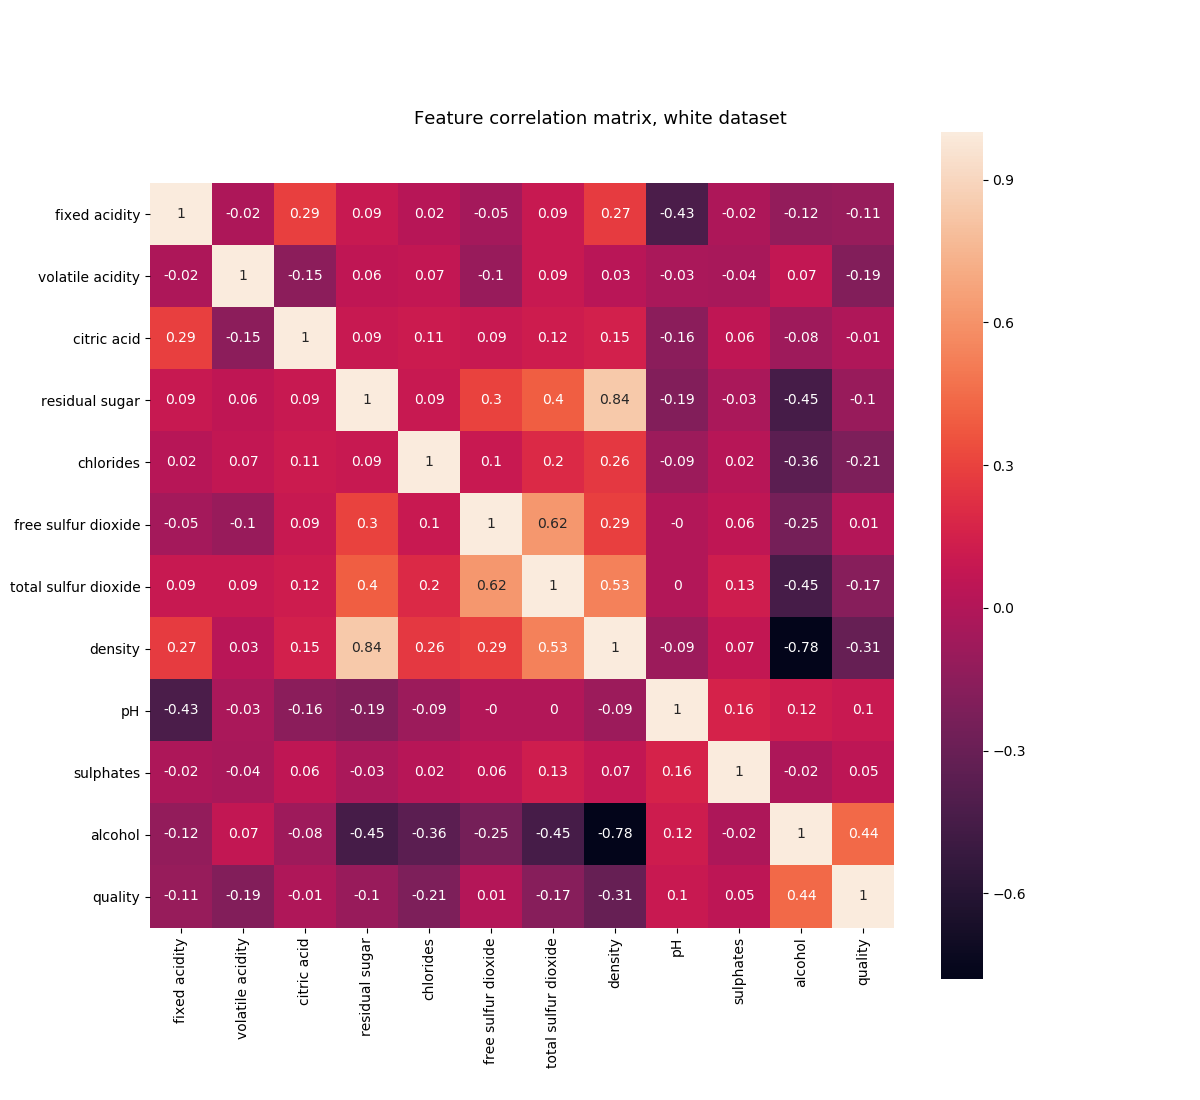 Feature correlation matrix, white dataset
fixed acidity 1 -0.02 0.29 0.09 0.02 -0.05 0.09 0.27 -0.43 -0.02 -0.12 -0.11
volatile acidity -0.02 1 -0.15 0.06 0.07 -0.1 0.09 0.03 -0.03 -0.04 0.07 -0.19
citric acid 0.29 -0.15 1 0.09 0.11 0.09 0.12 0.15 -0.16 0.06 -0.08 -0.01
residual sugar 0.09 0.06 0.09 1 0.09 0.3 0.4 0.84 -0.19 -0.03 -0.45 -0.1
chlorides 0.02 0.07 0.11 0.09 1 0.1 0.2 0.26 -0.09 0.02 -0.36 -0.21
free sulfur dioxide -0.05 -0.1 0.09 0.3 0.1 1 0.62 0.29 -0 0.06 -0.25 0.01
total sulfur dioxide 0.09 0.09 0.12 0.4 0.2 0.62 1 0.53 0 0.13 -0.45 -0.17
density 0.27 0.03 0.15 0.84 0.26 0.29 0.53 1 -0.09 0.07 -0.78 -0.31
pH -0.43 -0.03 -0.16 -0.19 -0.09 -0 0 -0.09 1 0.16 0.12 0.1
sulphates -0.02 -0.04 0.06 -0.03 0.02 0.06 0.13 0.07 0.16 1 -0.02 0.05
alcohol -0.12 0.07 -0.08 -0.45 -0.36 -0.25 -0.45 -0.78 0.12 -0.02 1 0.44
quality -0.11 -0.19 -0.01 -0.1 -0.21 0.01 -0.17 -0.31 0.1 0.05 0.44 1
fixed acidity
volatile acidity
citric acid
residual sugar
chlorides
free sulfur dioxide
total sulfur dioxide
density
pH
sulphates
alcohol
quality
0.9
0.6
0.3
0.0
−0.3
−0.6